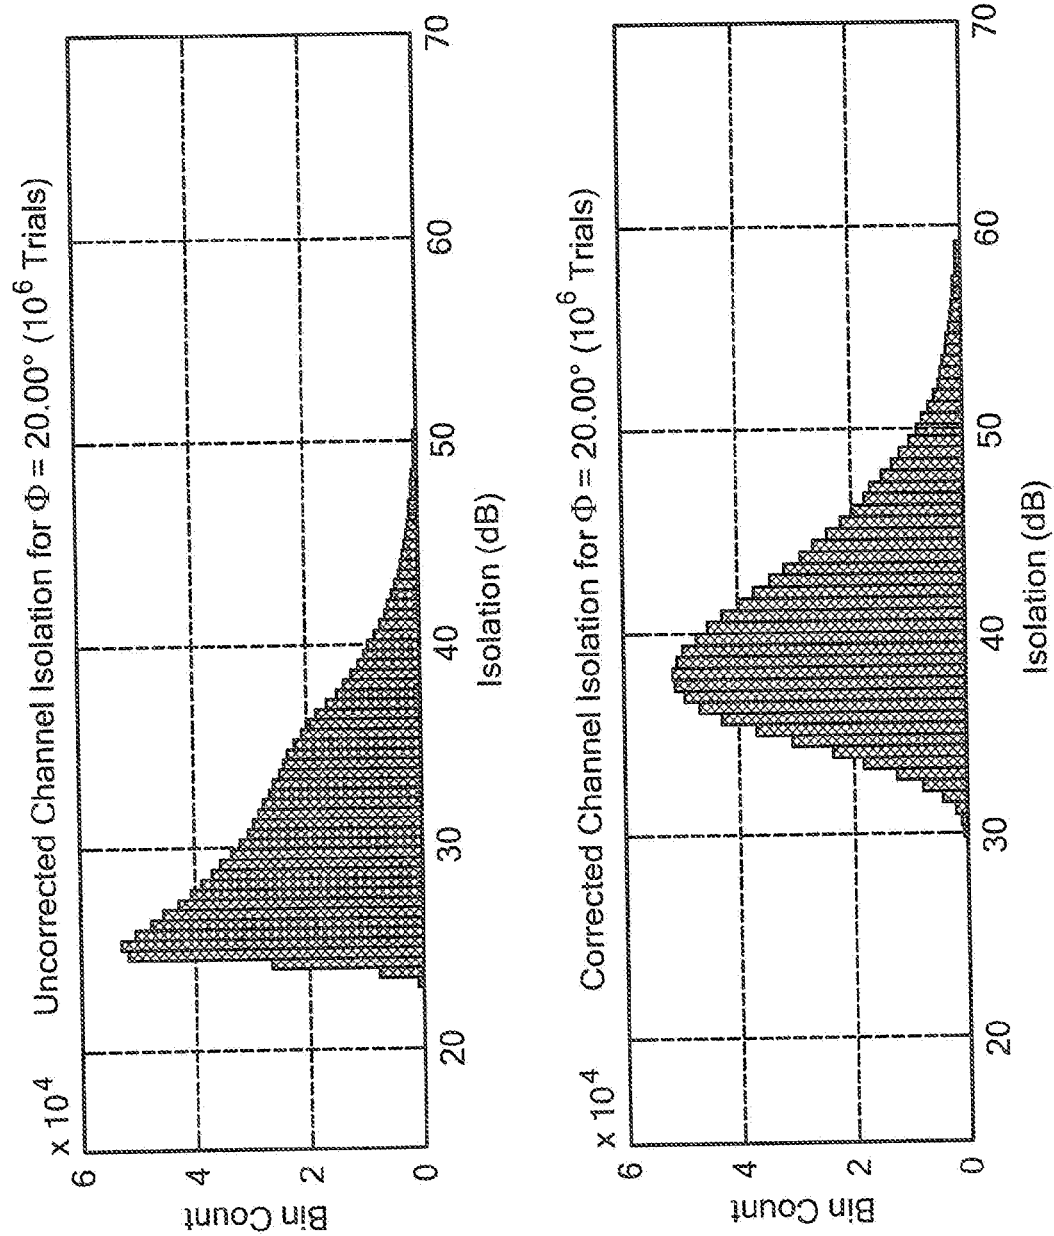 Uncorrected Channel Isolation for Φ = 20.00° (10⁶ Trials)
x 10⁴
6
4
2
0
Bin Count
20
30
40
50
60
70
Isolation (dB)
Corrected Channel Isolation for Φ = 20.00° (10⁶ Trials)
x 10⁴
6
4
2
0
Bin Count
20
30
40
50
60
70
Isolation (dB)